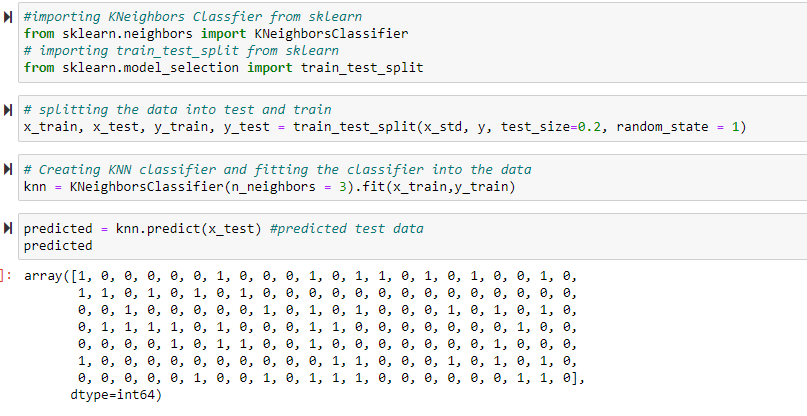 #importing KNeighbors Classfier from sklearn
from sklearn.neighbors import KNeighborsClassifier
# importing train_test_split from sklearn
from sklearn.model_selection import train_test_split
# splitting the data into test and train
x_train, x_test, y_train, y_test = train_test_split(x_std, y, test_size=0.2, random_state = 1)
# Creating KNN classifier and fitting the classifier into the data
knn = KNeighborsClassifier(n_neighbors = 3).fit(x_train,y_train)
predicted = knn.predict(x_test) #predicted test data
predicted
]: array([1, 0, 0, 0, 0, 0, 1, 0, 0, 0, 1, 0, 1, 1, 0, 1, 0, 1, 0, 0, 1, 0,
1, 1, 0, 1, 0, 1, 0, 1, 0, 0, 0, 0, 0, 0, 0, 0, 0, 0, 0, 0,
0, 0, 1, 0, 0, 0, 0, 0, 1, 0, 1, 0, 1, 0, 0, 0, 1, 0, 1, 0, 1, 0,
0, 1, 1, 1, 1, 0, 1, 0, 0, 0, 1, 1, 0, 0, 0, 0, 0, 0, 0, 1, 0, 0,
0, 0, 0, 0, 1, 0, 1, 1, 0, 0, 1, 0, 0, 0, 0, 0, 0, 1, 0, 0, 0,
1, 0, 0, 0, 0, 0, 0, 0, 0, 0, 0, 1, 1, 0, 0, 0, 1, 0, 1, 0, 1, 0,
0, 0, 0, 0, 0, 1, 0, 0, 1, 0, 1, 1, 1, 0, 0, 0, 0, 0, 0, 1, 1, 0],
dtype=int64)